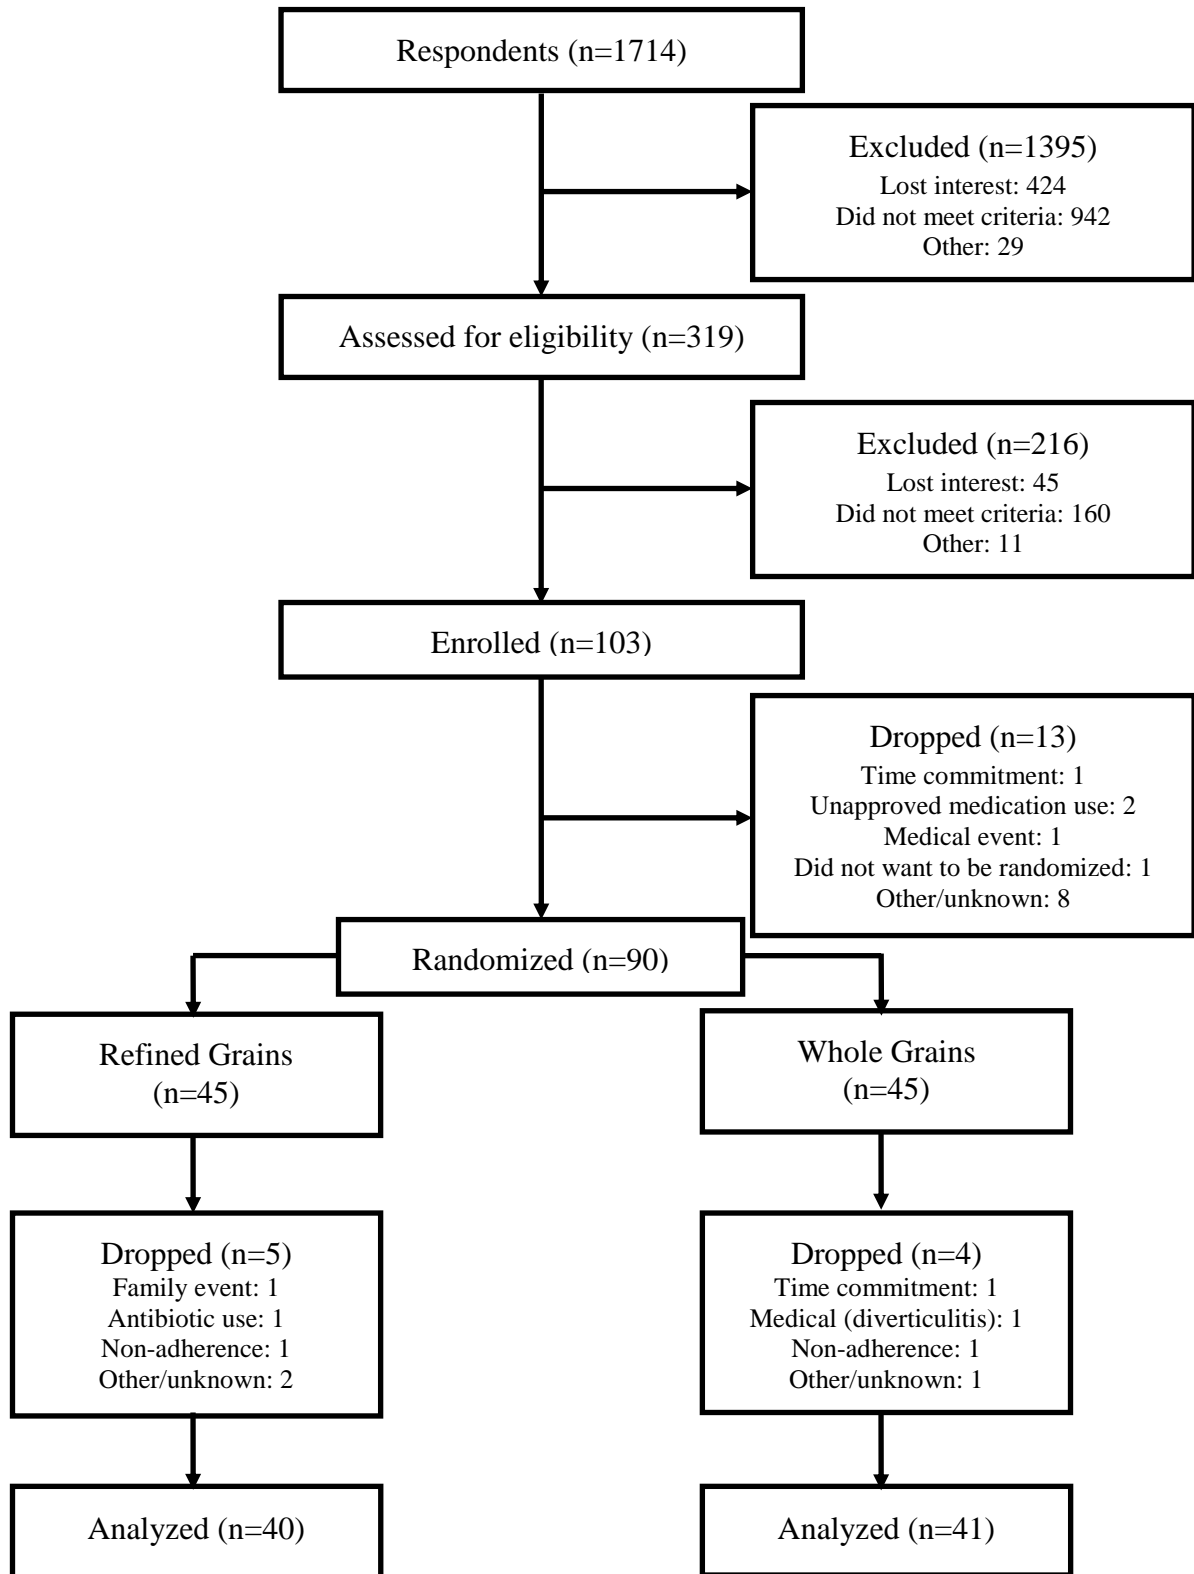 Respondents (n=1714)
Excluded (n=1395)
Lost interest: 424
Did not meet criteria: 942
Other: 29
Assessed for eligibility (n=319)
Excluded (n=216)
Lost interest: 45
Did not meet criteria: 160
Other: 11
Enrolled (n=103)
Dropped (n=13)
Time commitment: 1
Unapproved medication use: 2
Medical event: 1
Did not want to be randomized: 1
Other/unknown: 8
Randomized (n=90)
Refined Grains
(n=45)
Whole Grains
(n=45)
Dropped (n=5)
Family event: 1
Antibiotic use: 1
Non-adherence: 1
Other/unknown: 2
Dropped (n=4)
Time commitment: 1
Medical (diverticulitis): 1
Non-adherence: 1
Other/unknown: 1
Analyzed (n=40)
Analyzed (n=41)